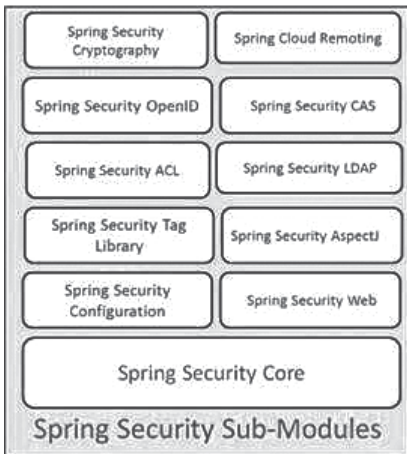 Spring Security
Cryptography
Spring Cloud Remoting
Spring Security OpenID
Spring Security CAS
Spring Security ACL
Spring Security LDAP
Spring Security Tag
Library
Spring Security AspectJ
Spring Security
Configuration
Spring Security Web
Spring Security Core
Spring Security Sub-Modules